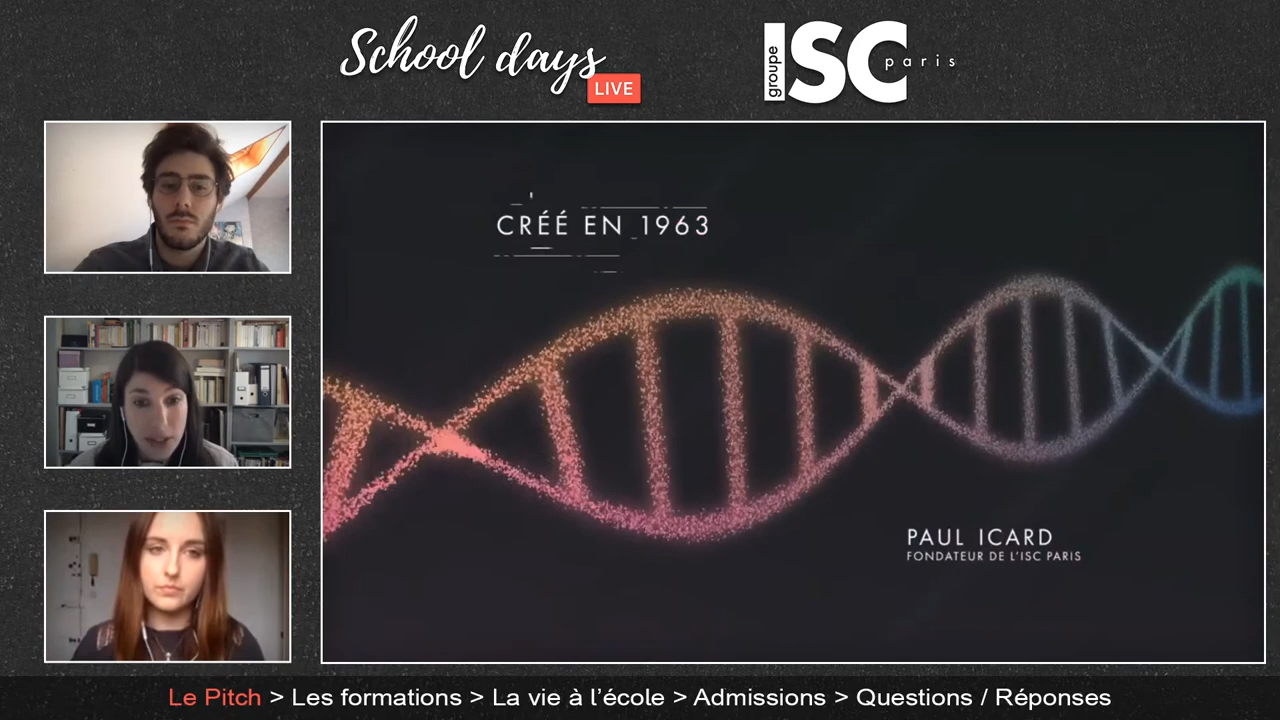 School days
LIVE
groupe
ISC
paris
CRÉÉ EN 1963
PAUL ICARD
FONDATEUR DE L'ISC PARIS
Le Pitch > Les formations > La vie à l’école > Admissions > Questions / Réponses